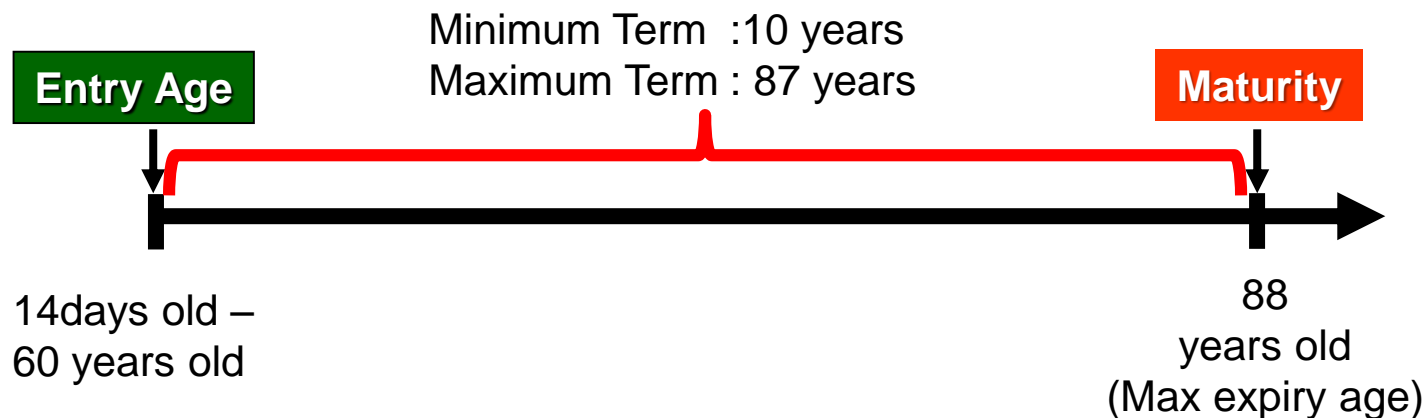 Minimum Term  :10 years
Maximum Term : 87 years
Entry Age
Maturity
14days old –
60 years old
88
years old
(Max expiry age)